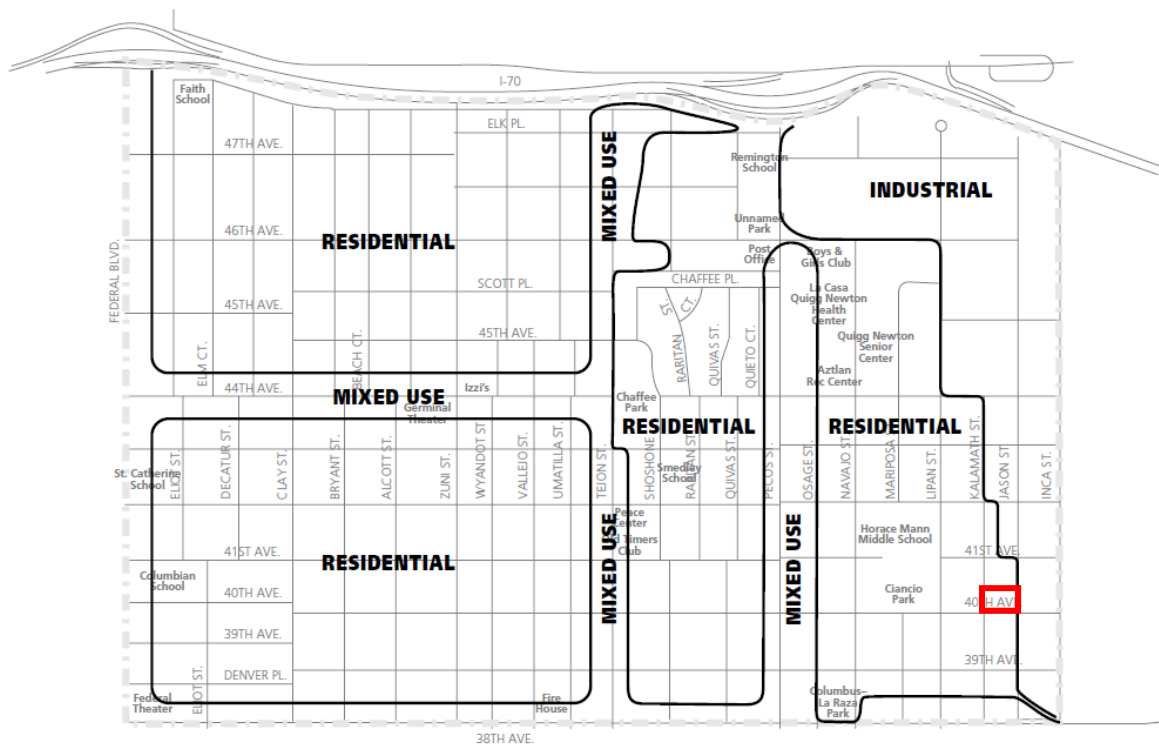 I-70
Faith
School
ELK PL.
47TH AVE.
MIXED USE
Remington
School
INDUSTRIAL
Unnamed
Park
46TH AVE.
RESIDENTIAL
Post
Office
Boys &
Girls Club
FEDERAL BLVD.
SCOTT PL.
CHAFFEE PL.
La Casa
Quigg Newton
Health
Center
45TH AVE.
45TH AVE.
RARITAN
ST.
CT.
QUIVAS ST.
QUIETO CT.
Quigg Newton
Senior
Center
ELM CT.
BEACH CT.
Aztlan
Rec Center
44TH AVE.
Izzi's
MIXED USE
Germinal
Theater
Chaffee
Park
RESIDENTIAL
RESIDENTIAL
St. Catherine
School
ELIOT ST.
DECATUR ST.
CLAY ST.
BRYANT ST.
ALCOTT ST.
ZUNI ST.
WYANDOT ST
VALLEJO ST.
UMATILLA ST.
TEJON ST.
SHOSHONE
Smedley
School
RARITAN ST.
QUIVAS ST.
PECOS ST.
OSAGE ST.
NAVAJO ST.
MARIPOSA
LIPAN ST.
KALAMATH ST.
JASON ST
INCA ST.
MIXED USE
Peace
Center
Old Timers
Club
MIXED USE
Horace Mann
Middle School
41ST AVE.
41ST AVE.
RESIDENTIAL
Columbian
School
40TH AVE.
Ciancio
Park
40TH AVE.
39TH AVE.
39TH AVE.
DENVER PL.
ELIOT ST.
Federal
Theater
Fire
House
Columbus–
La Raza
Park
38TH AVE.